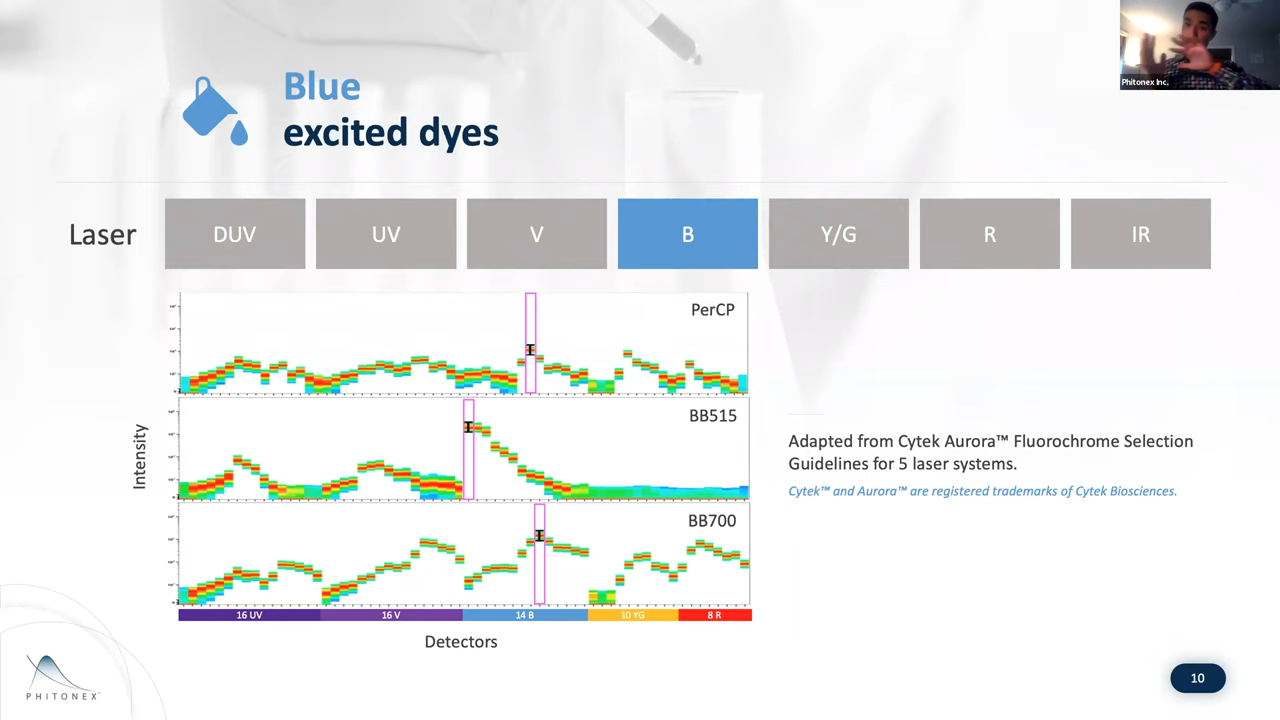 Phitonex Inc.
Blue
excited dyes
Laser
DUV
UV
V
B
Y/G
R
IR
PerCP
BB515
BB700
Intensity
16 UV
16 V
14 B
10 YG
8 R
Detectors
Adapted from Cytek Aurora™ Fluorochrome Selection
Guidelines for 5 laser systems.
Cytek™ and Aurora™ are registered trademarks of Cytek Biosciences.
PHITONEX
10